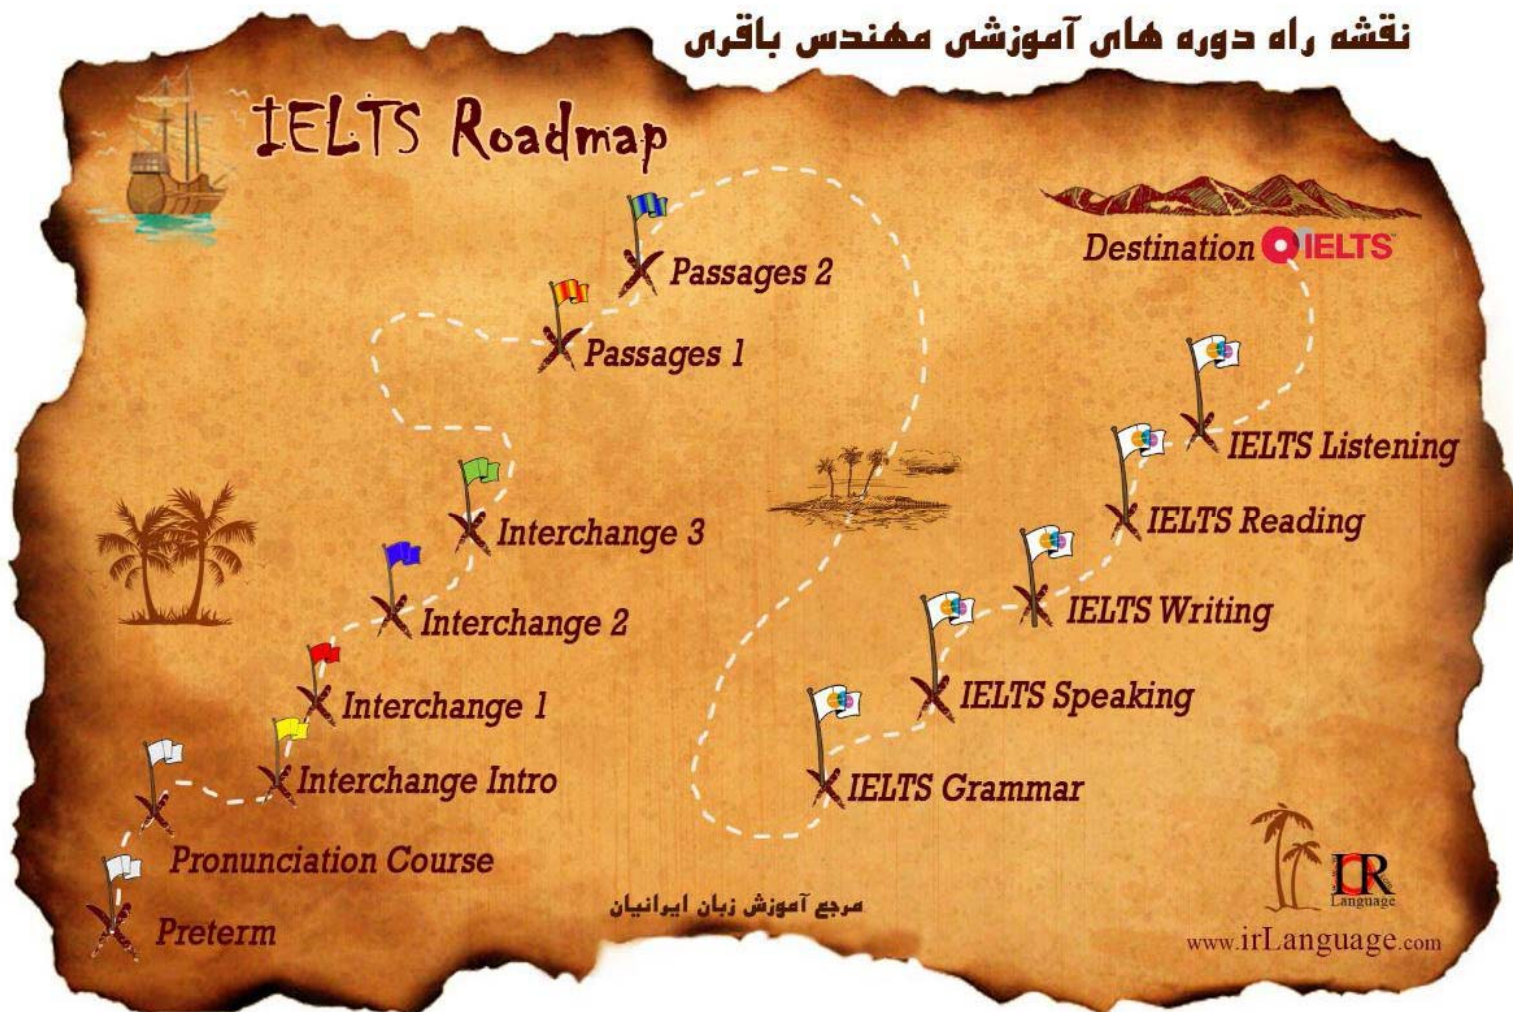 نقشه راه دوره های آموزشی مهندس باقری
IELTS Roadmap
Passages 2
Destination IELTS
Passages 1
IELTS Listening
Interchange 3
IELTS Reading
Interchange 2
IELTS Writing
Interchange 1
IELTS Speaking
Interchange Intro
IELTS Grammar
Pronunciation Course
Preterm
مرجع آموزش زبان ایرانیان
Language
www.irLanguage.com